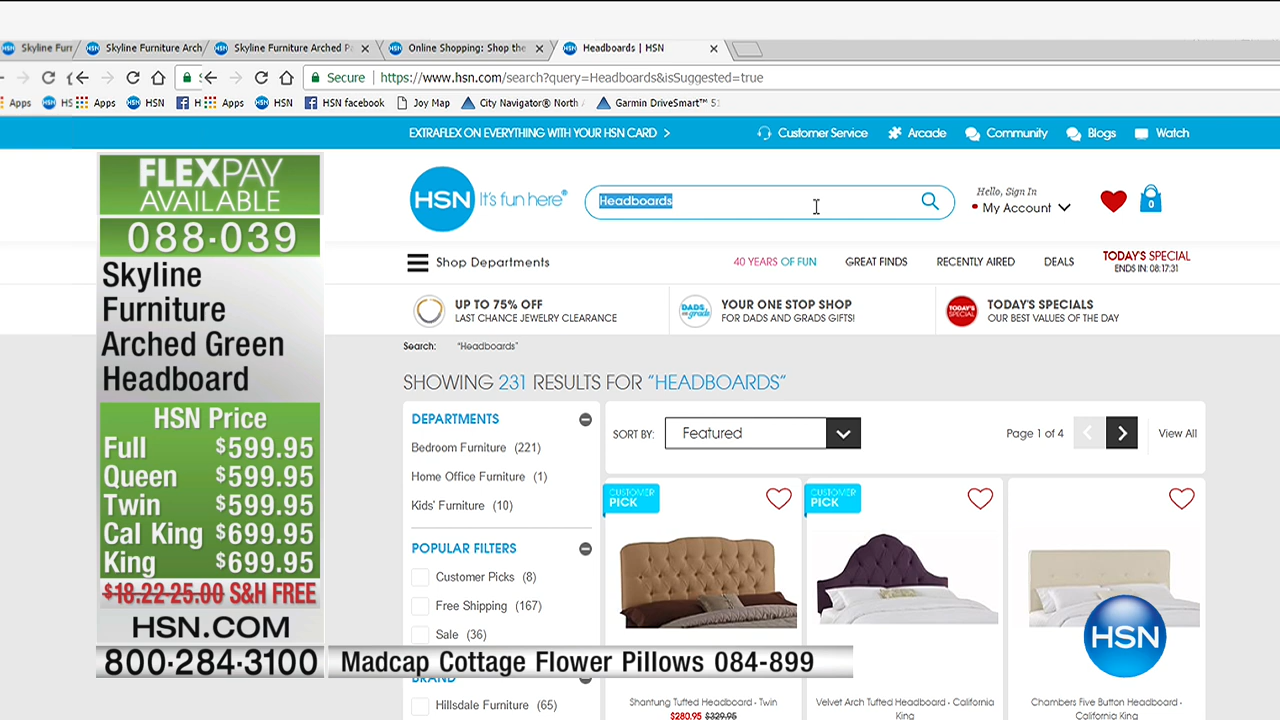 Skyline Furr
Skyline Furniture Arch
Skyline Furniture Arched Pa
Online Shopping: Shop the
Headboards | HSN
Secure | https://www.hsn.com/search?query=Headboards&isSuggested=true
Apps
HS
Apps
HSN
H
Apps
HSN
HSN facebook
Joy Map
City Navigator® North
Garmin DriveSmart™ 5
EXTRAFLEX ON EVERYTHING WITH YOUR HSN CARD >
Customer Service
Arcade
Community
Blogs
Watch
HSN It's fun here®
Headboards
Hello, Sign In
My Account
0
Shop Departments
40 YEARS OF FUN
GREAT FINDS
RECENTLY AIRED
DEALS
TODAY'S SPECIAL
ENDS IN: 08:17:31
UP TO 75% OFF
LAST CHANCE JEWELRY CLEARANCE
DADS and grads
YOUR ONE STOP SHOP
FOR DADS AND GRADS GIFTS!
TODAY'S SPECIAL
TODAY'S SPECIALS
OUR BEST VALUES OF THE DAY
Search: "Headboards"
SHOWING 231 RESULTS FOR "HEADBOARDS"
DEPARTMENTS
Bedroom Furniture (221)
Home Office Furniture (1)
Kids' Furniture (10)
POPULAR FILTERS
Customer Picks (8)
Free Shipping (167)
Sale (36)
BRAND
Hillsdale Furniture (65)
SORT BY:
Featured
Page 1 of 4
View All
CUSTOMER
PICK
CUSTOMER
PICK
Shantung Tufted Headboard - Twin
$280.95 $329.95
Velvet Arch Tufted Headboard - California
King
Chambers Five Button Headboard -
California King
HSN
FLEXPAY
AVAILABLE
088-039
Skyline
Furniture
Arched Green
Headboard
HSN Price
Full $599.95
Queen $599.95
Twin $599.95
Cal King $699.95
King $699.95
$18.22-25.00 S&H FREE
HSN.COM
800-284-3100
Madcap Cottage Flower Pillows 084-899